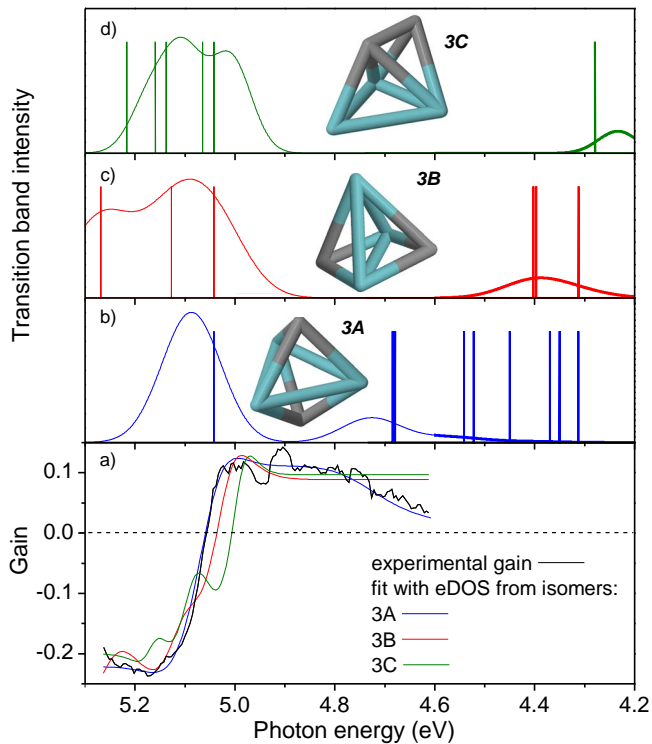 d)
3C
c)
3B
b)
3A
Transition band intensity
a)
0.1
0.0
-0.1
-0.2
Gain
experimental gain
fit with eDOS from isomers:
3A
3B
3C
5.2 5.0 4.8 4.6 4.4 4.2
Photon energy (eV)